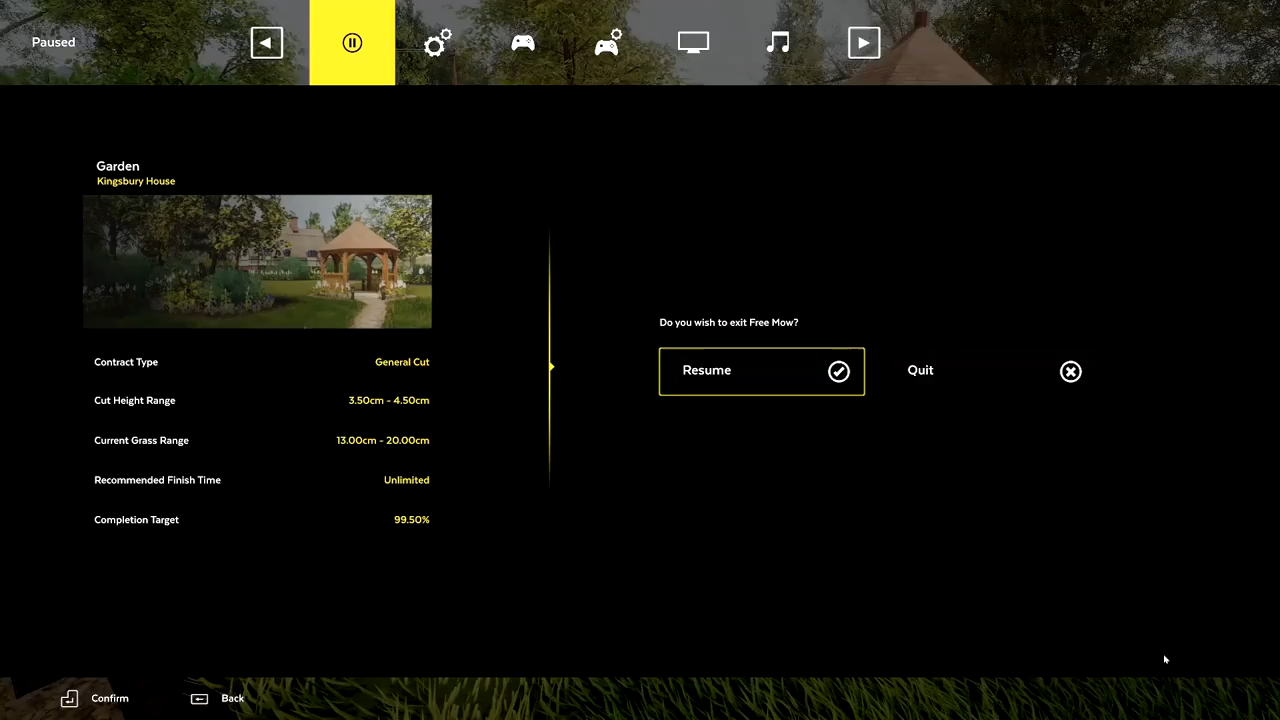 Paused
Garden
Kingsbury House
Contract Type General Cut
Cut Height Range 3.50cm - 4.50cm
Current Grass Range 13.00cm - 20.00cm
Recommended Finish Time Unlimited
Completion Target 99.50%
Do you wish to exit Free Mow?
Resume Quit
Confirm Back